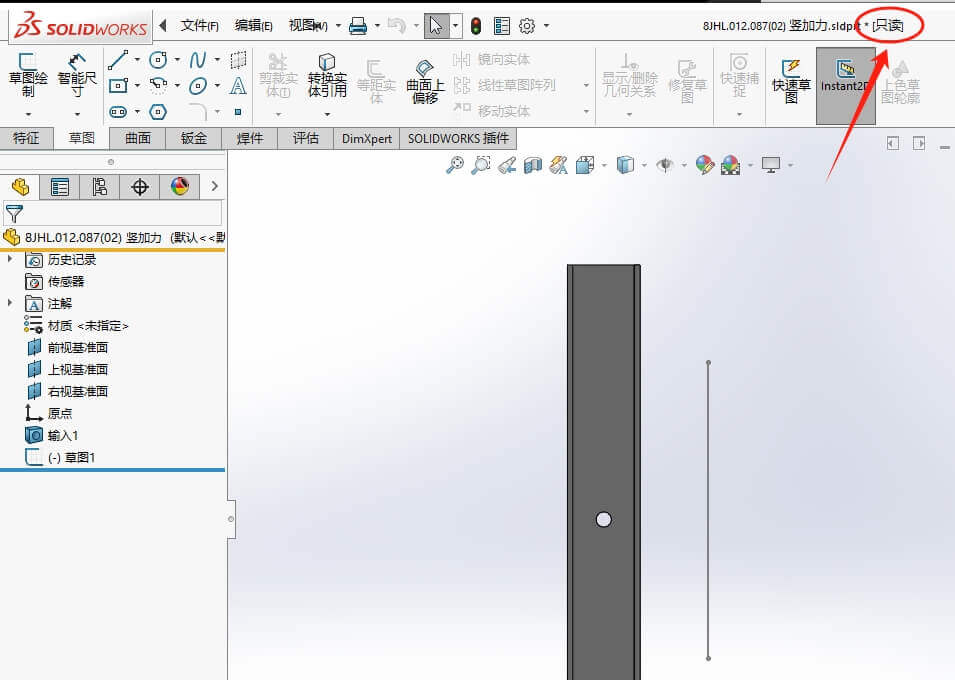 SOLIDWORKS 文件(F) 编辑(E) 视图 8JHL.012.087(02) 竖加力.sldprt * [只读]
草图绘制 智能尺寸 剪裁实体(T) 转换实体引用 等距实体 曲面上偏移 镜向实体 线性草图阵列 移动实体 显示/删除几何关系 修复草图 快速捕捉 快速草图 Instant2D 上色草图轮廓
特征 草图 曲面 钣金 焊件 评估 DimXpert SOLIDWORKS 插件
8JHL.012.087(02) 竖加力 (默认<<默
历史记录
传感器
注解
材质 <未指定>
前视基准面
上视基准面
右视基准面
原点
输入1
(-) 草图1